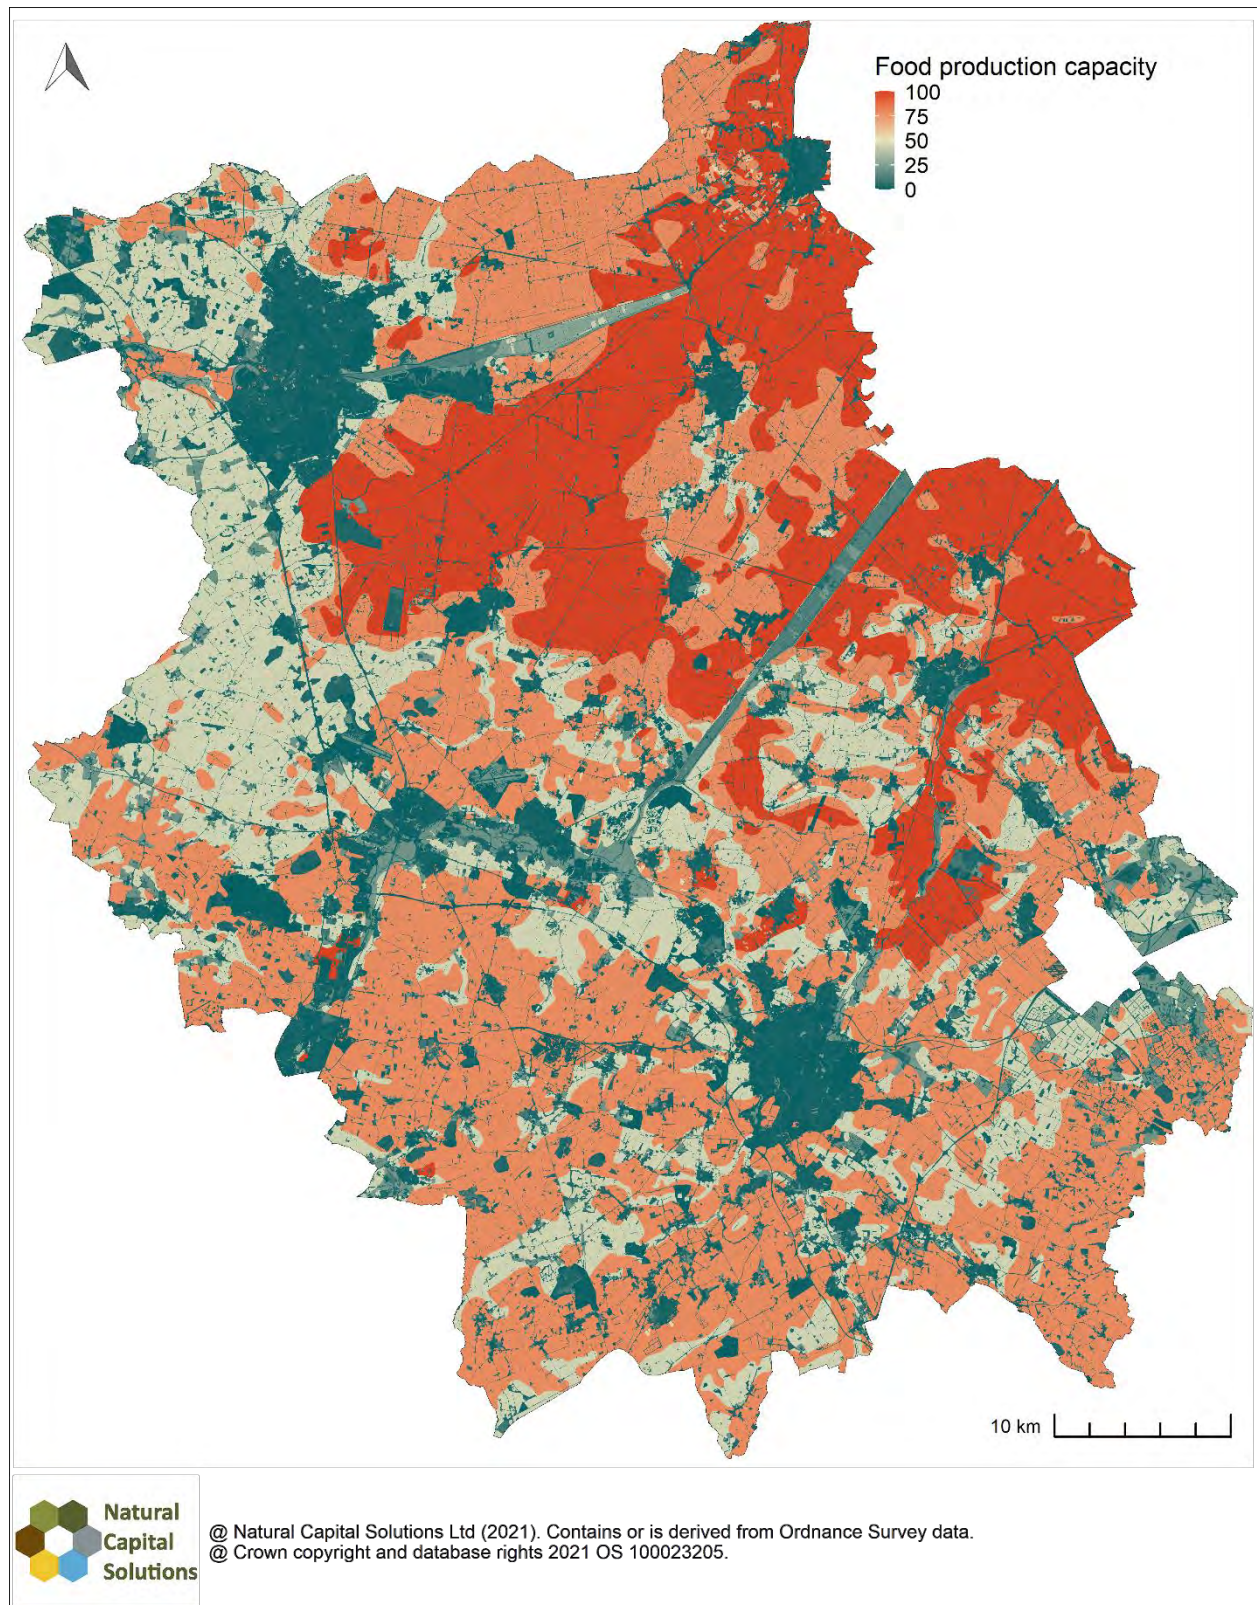 Food production capacity
100
75
50
25
0
10 km
Natural
Capital
Solutions
@ Natural Capital Solutions Ltd (2021). Contains or is derived from Ordnance Survey data.
@ Crown copyright and database rights 2021 OS 100023205.